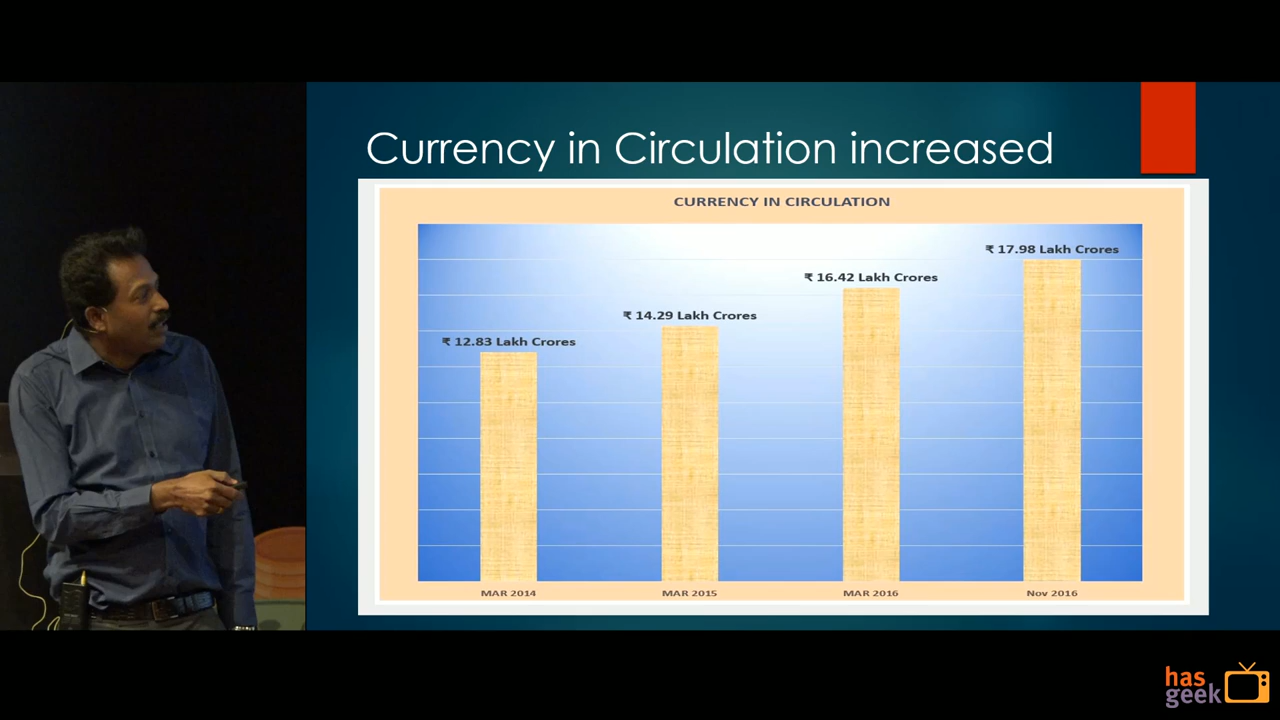 Currency in Circulation increased
CURRENCY IN CIRCULATION
₹ 12.83 Lakh Crores
₹ 14.29 Lakh Crores
₹ 16.42 Lakh Crores
₹ 17.98 Lakh Crores
MAR 2014
MAR 2015
MAR 2016
Nov 2016
has
geek